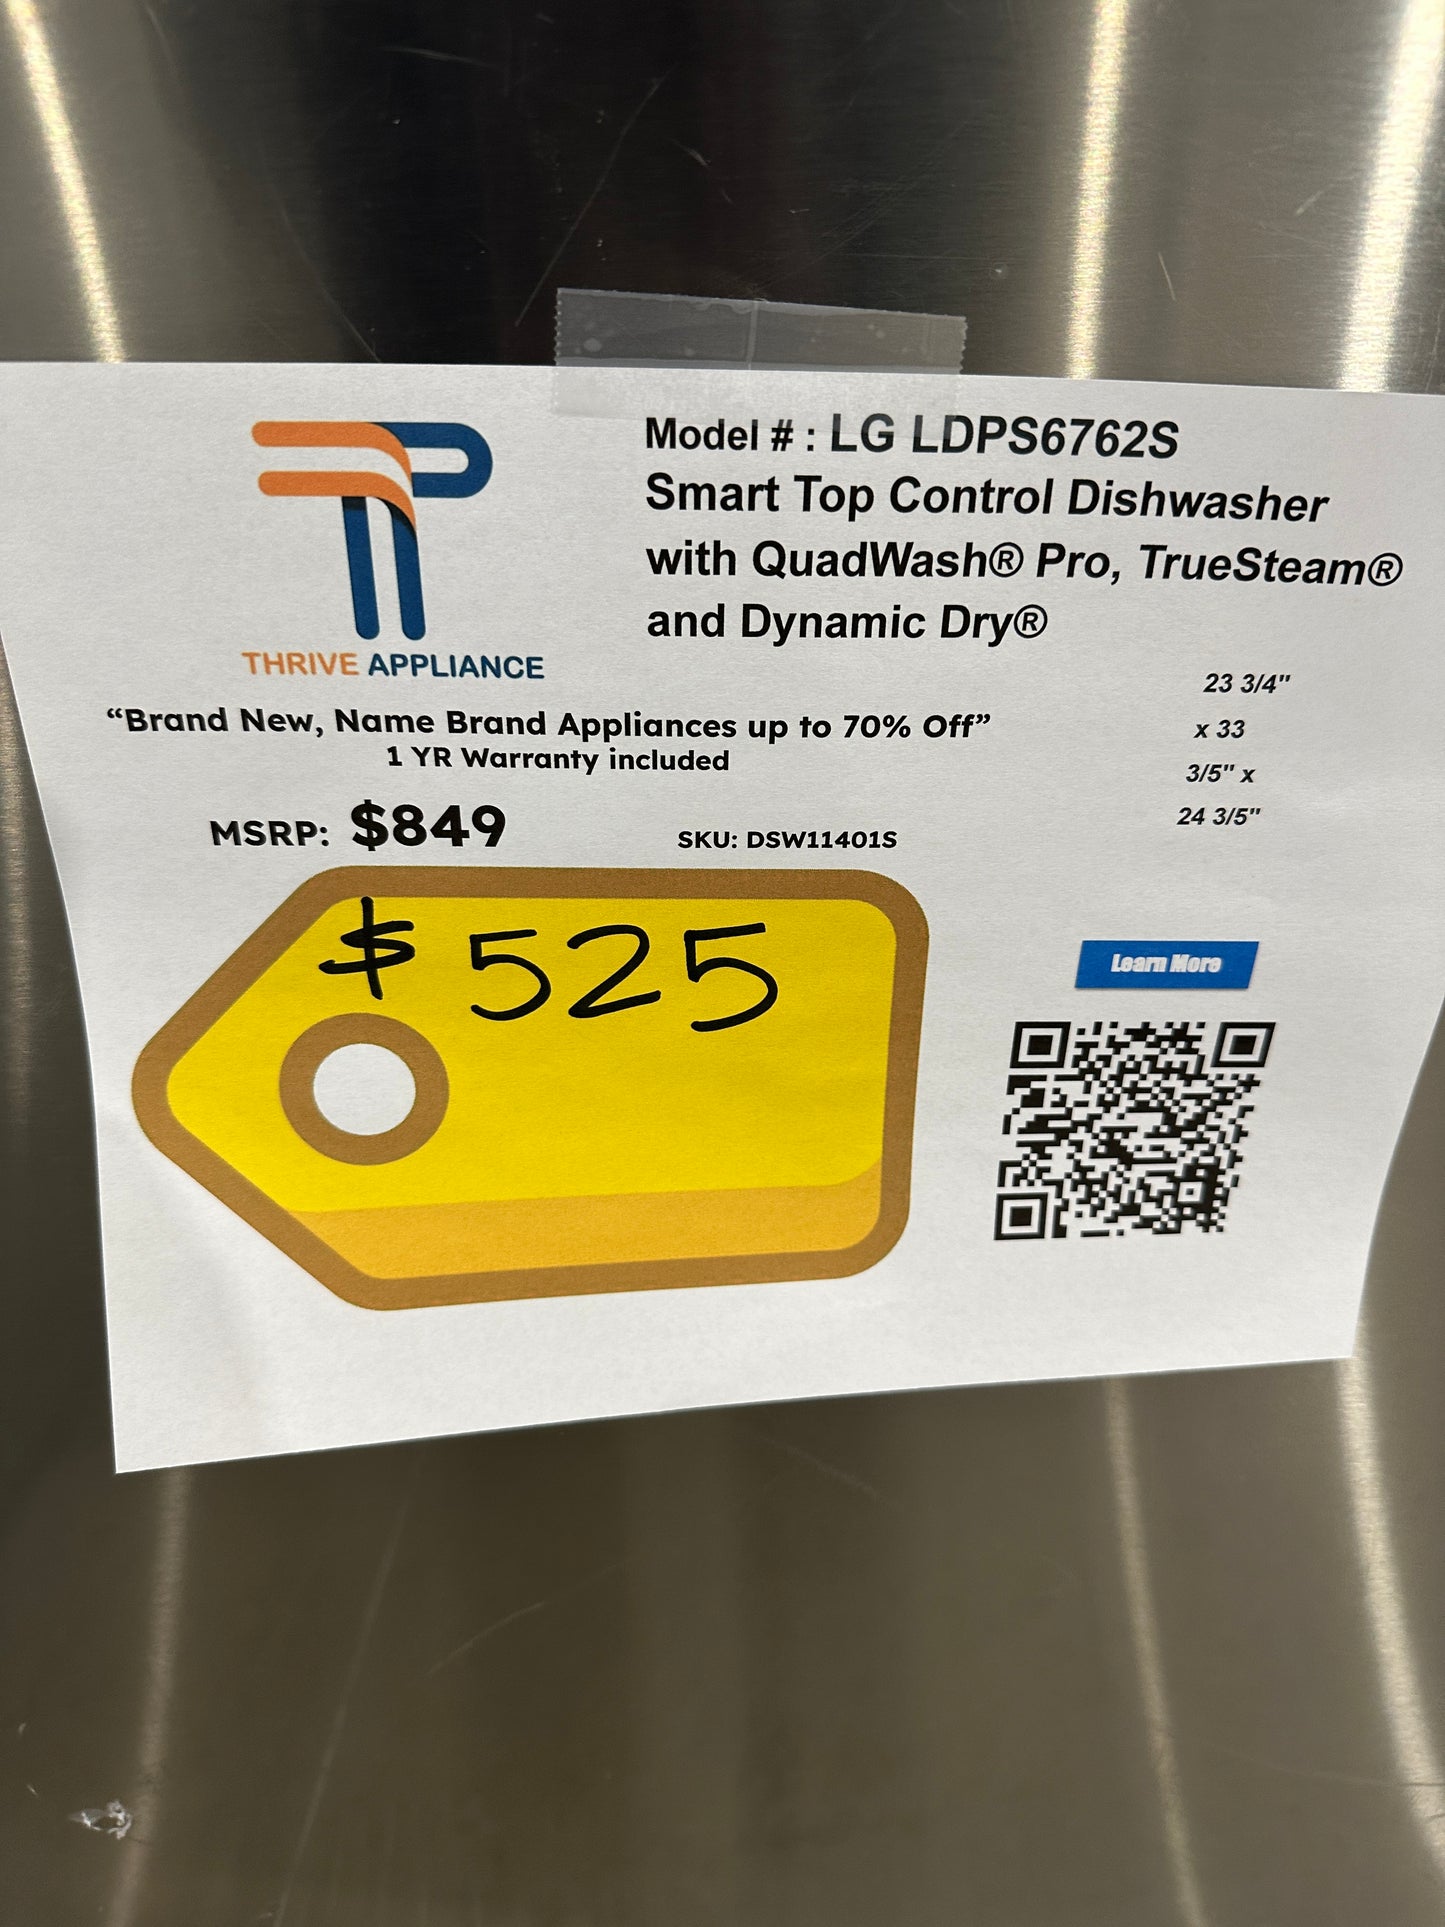 Model # : LG LDPS6762S
Smart Top Control Dishwasher
with QuadWash® Pro, TrueSteam®
and Dynamic Dry®
THRIVE APPLIANCE
“Brand New, Name Brand Appliances up to 70% Off”
1 YR Warranty included
23 3/4"
x 33
3/5" x
24 3/5"
MSRP: $849
SKU: DSW11401S
$ 525
Learn More